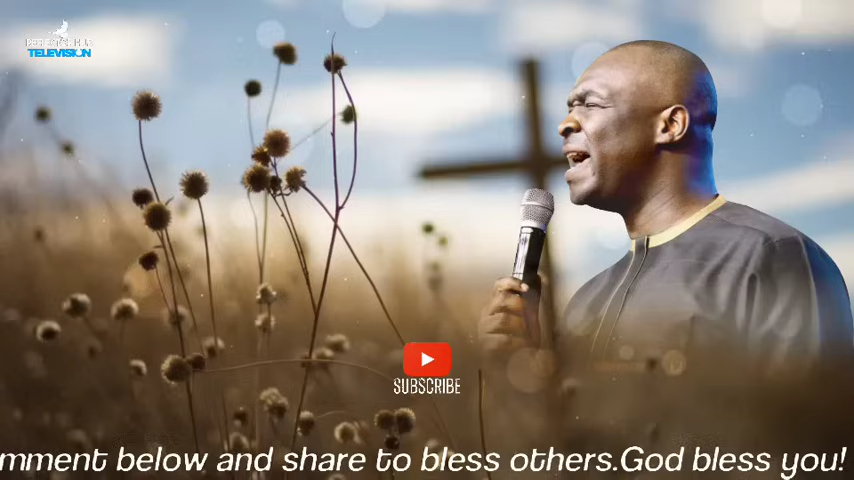 TELEVISION
SUBSCRIBE
mment below and share to bless others.God bless you!